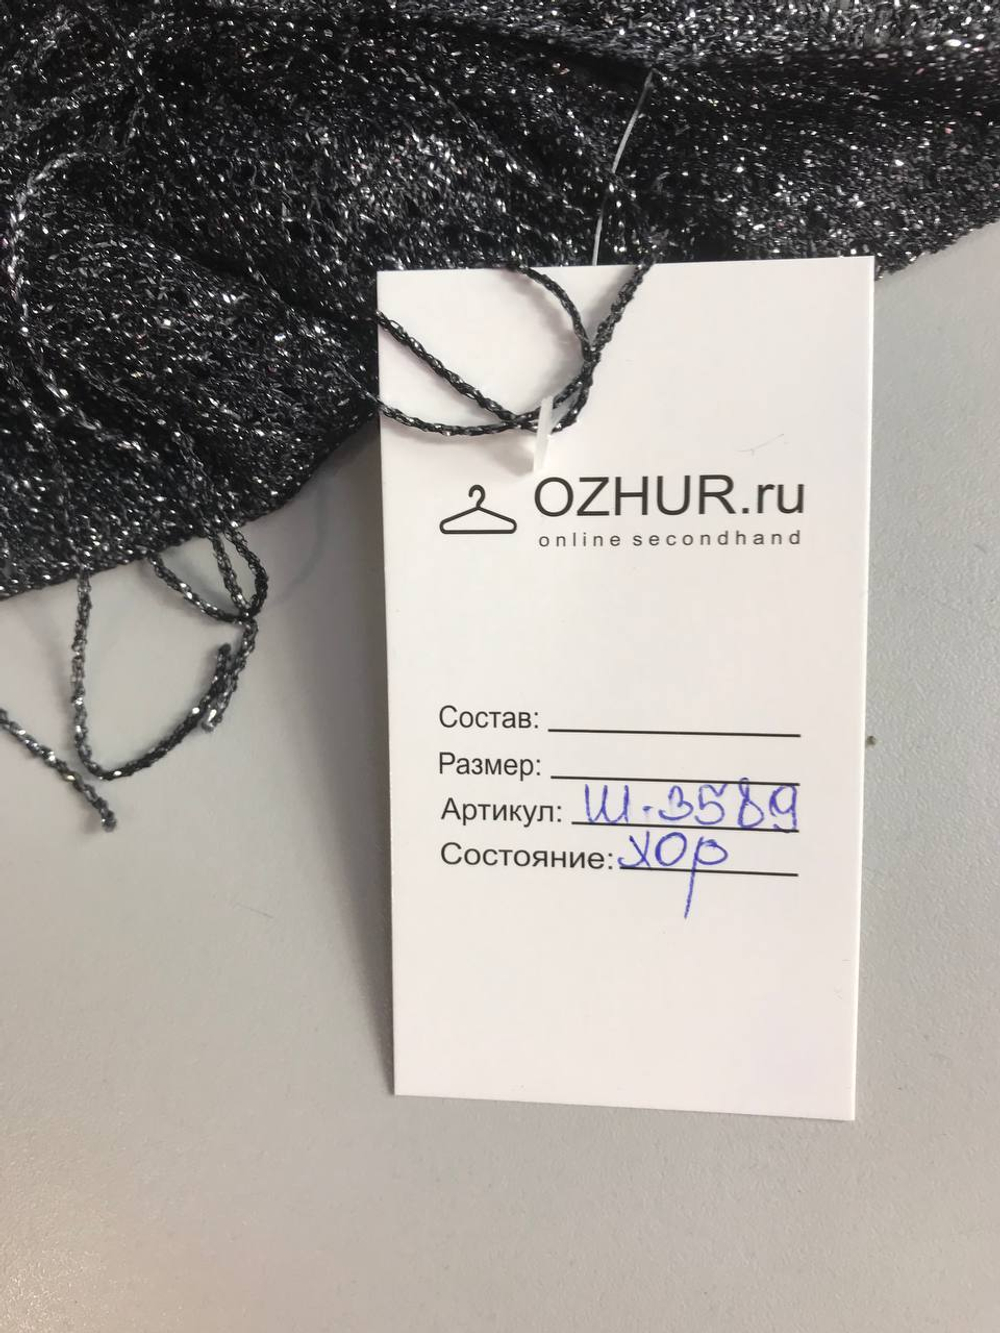 OZHUR.ru
online secondhand
Состав:
Размер:
Артикул: Ш-3589
Состояние: хор